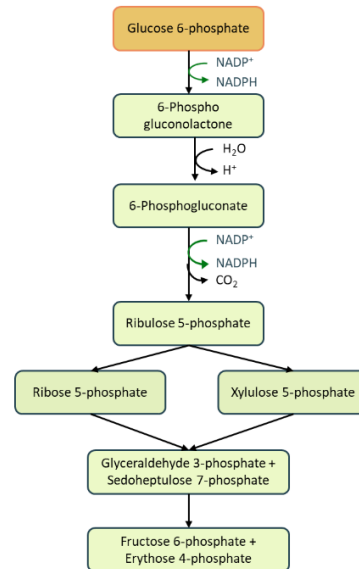 Glucose 6-phosphate
NADP⁺
NADPH
6-Phospho
gluconolactone
H₂O
H⁺
6-Phosphogluconate
NADP⁺
NADPH
CO₂
Ribulose 5-phosphate
Ribose 5-phosphate
Xylulose 5-phosphate
Glyceraldehyde 3-phosphate +
Sedoheptulose 7-phosphate
Fructose 6-phosphate +
Erythose 4-phosphate